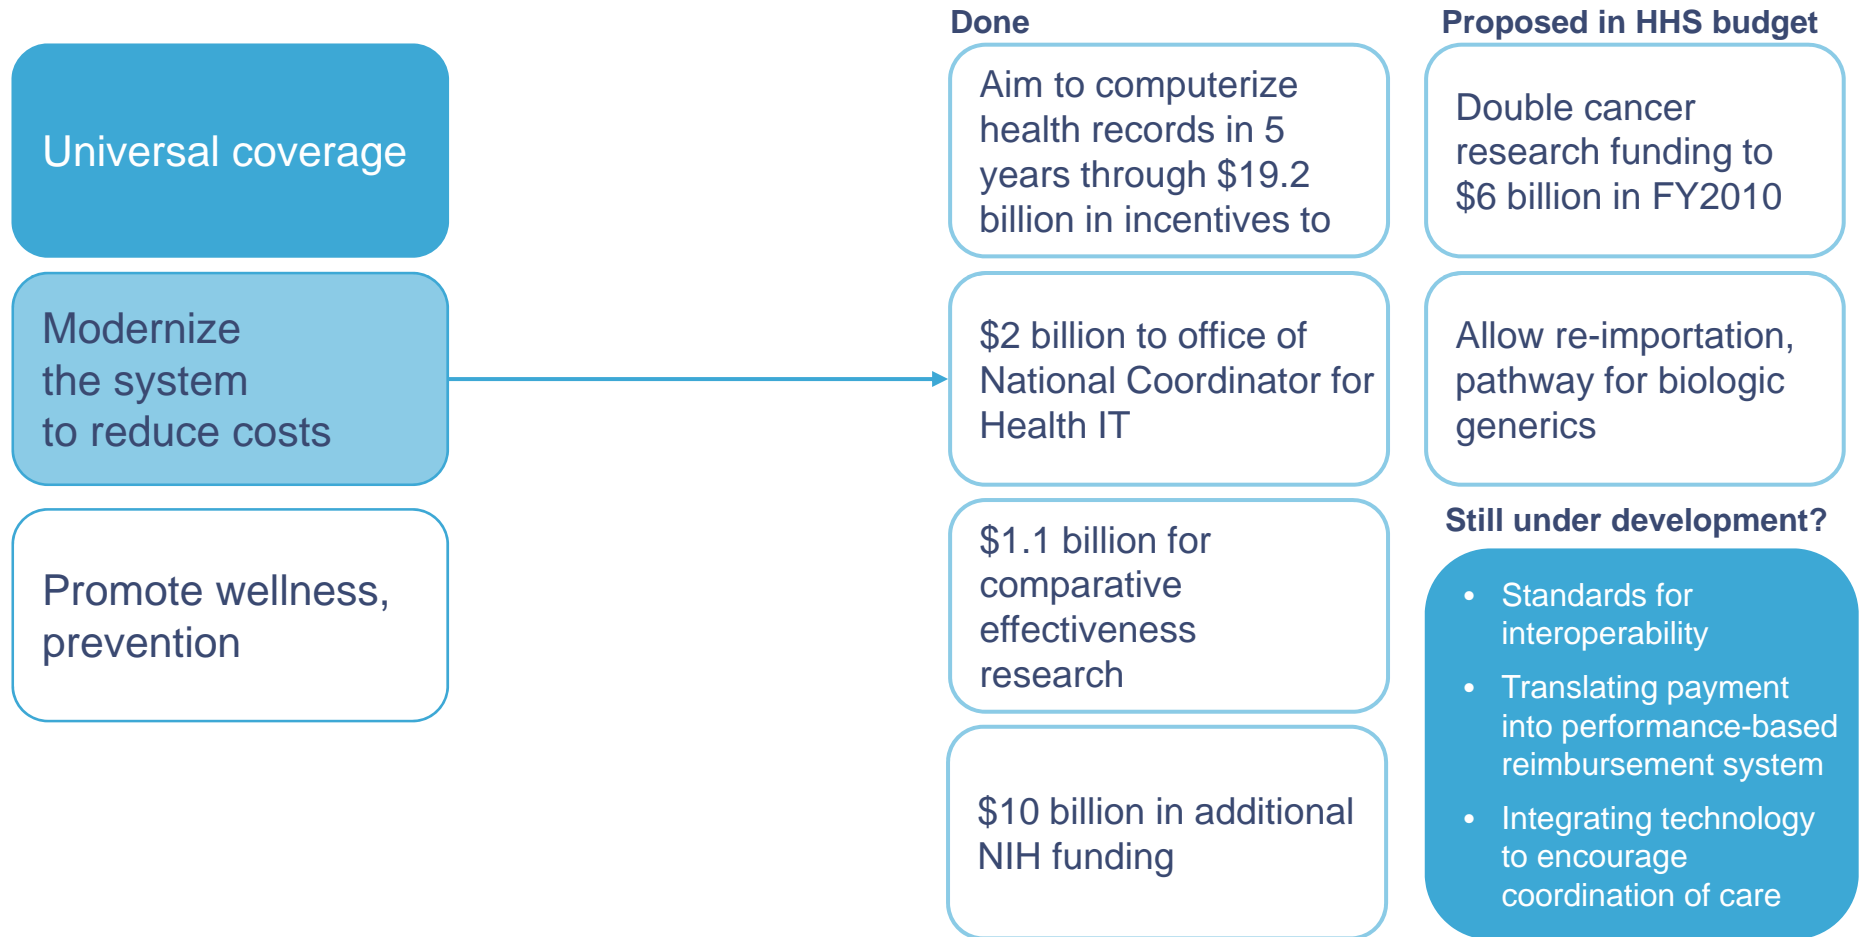 Universal coverage
Modernize
the system
to reduce costs
Promote wellness,
prevention
Done
Aim to computerize
health records in 5
years through $19.2
billion in incentives to
$2 billion to office of
National Coordinator for
Health IT
$1.1 billion for
comparative
effectiveness
research
$10 billion in additional
NIH funding
Proposed in HHS budget
Double cancer
research funding to
$6 billion in FY2010
Allow re-importation,
pathway for biologic
generics
Still under development?
• Standards for
interoperability
• Translating payment
into performance-based
reimbursement system
• Integrating technology
to encourage
coordination of care